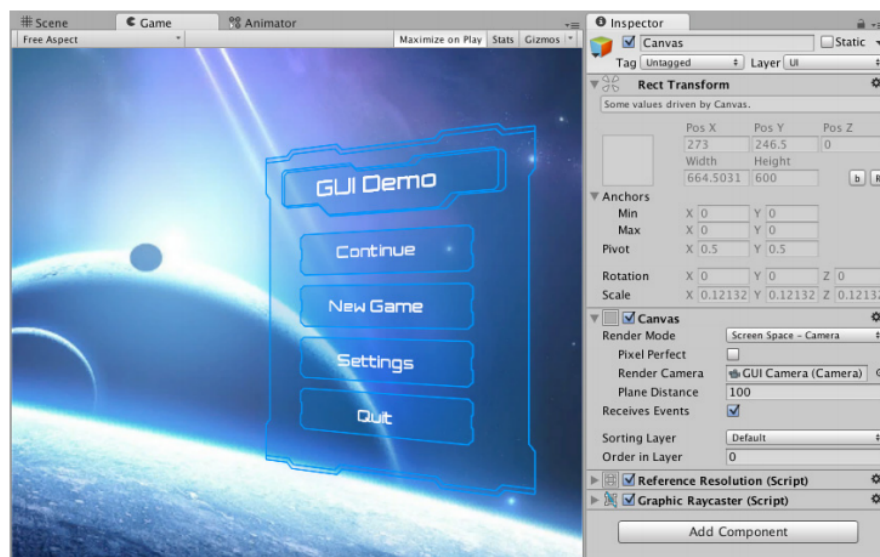 Scene Game Animator
Free Aspect Maximize on Play Stats Gizmos
GUI Demo
Continue
New Game
Settings
Quit
Inspector
Canvas Static
Tag Untagged Layer UI
Rect Transform
Some values driven by Canvas.
Pos X Pos Y Pos Z
273 246.5 0
Width Height
664.5031 600 b R
Anchors
Min X 0 Y 0
Max X 0 Y 0
Pivot X 0.5 Y 0.5
Rotation X 0 Y 0 Z 0
Scale X 0.12132 Y 0.12132 Z 0.12132
Canvas
Render Mode Screen Space - Camera
Pixel Perfect
Render Camera GUI Camera (Camera)
Plane Distance 100
Receives Events
Sorting Layer Default
Order in Layer 0
Reference Resolution (Script)
Graphic Raycaster (Script)
Add Component